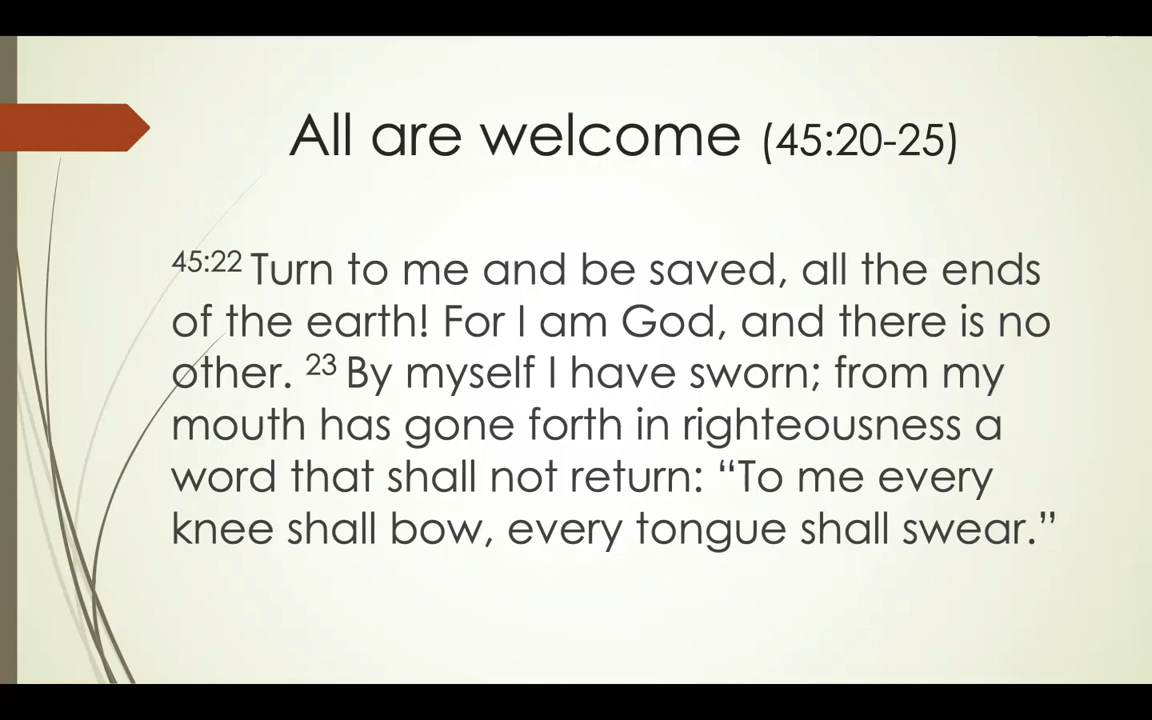 All are welcome (45:20-25)
45:22 Turn to me and be saved, all the ends
of the earth! For I am God, and there is no
other. 23 By myself I have sworn; from my
mouth has gone forth in righteousness a
word that shall not return: “To me every
knee shall bow, every tongue shall swear.”